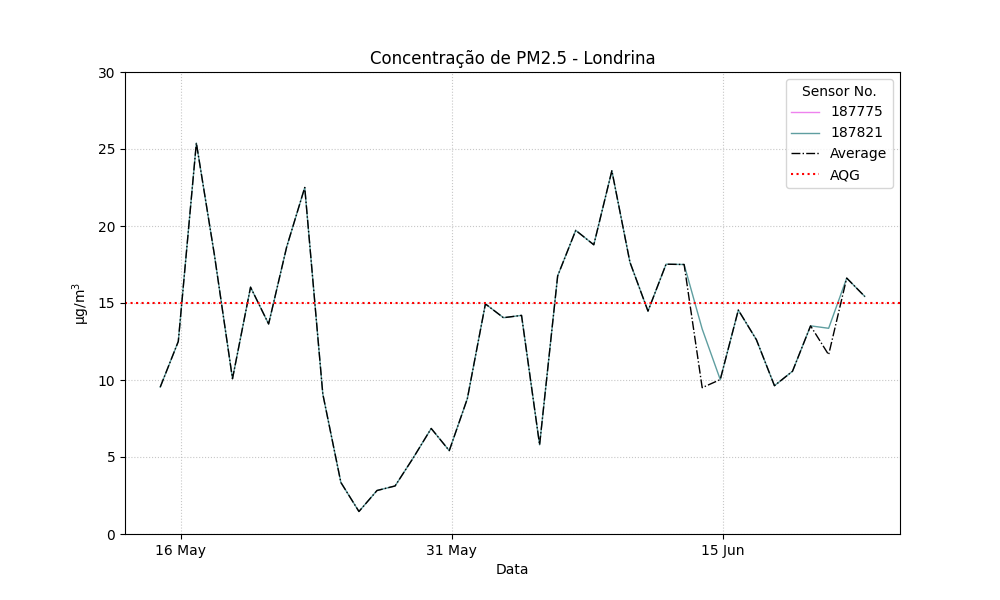 Concentração de PM2.5 - Londrina
30
25
20
15
10
5
0
µg/m³
Sensor No.
187775
187821
Average
AQG
16 May
31 May
15 Jun
Data